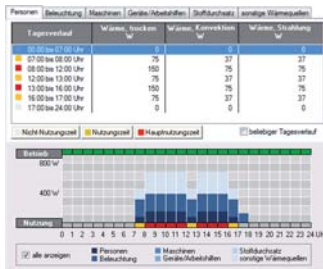 Personen Beleuchtung Maschinen Geräte/Arbeitshilfen Stoffdurchsatz sonstige Wärmequellen
Tagesverlauf Wärme, trocken W Wärme, Konvektion W Wärme, Strahlung W
00:00 bis 07:00 Uhr 0 0 0
07:00 bis 08:00 Uhr 75 37 37
08:00 bis 12:00 Uhr 150 75 75
12:00 bis 13:00 Uhr 75 37 37
13:00 bis 16:00 Uhr 150 75 75
16:00 bis 17:00 Uhr 75 37 37
17:00 bis 24:00 Uhr 0 0 0
Nicht-Nutzungszeit Nutzungszeit Hauptnutzungszeit beliebiger Tagesverlauf
Betrieb
800 W
400 W
Nutzung
0 1 2 3 4 5 6 7 8 9 10 11 12 13 14 15 16 17 18 19 20 21 22 23 24 Uhr
alle anzeigen Personen Maschinen Stoffdurchsatz
Beleuchtung Geräte/Arbeitshilfen sonstige Wärmequellen